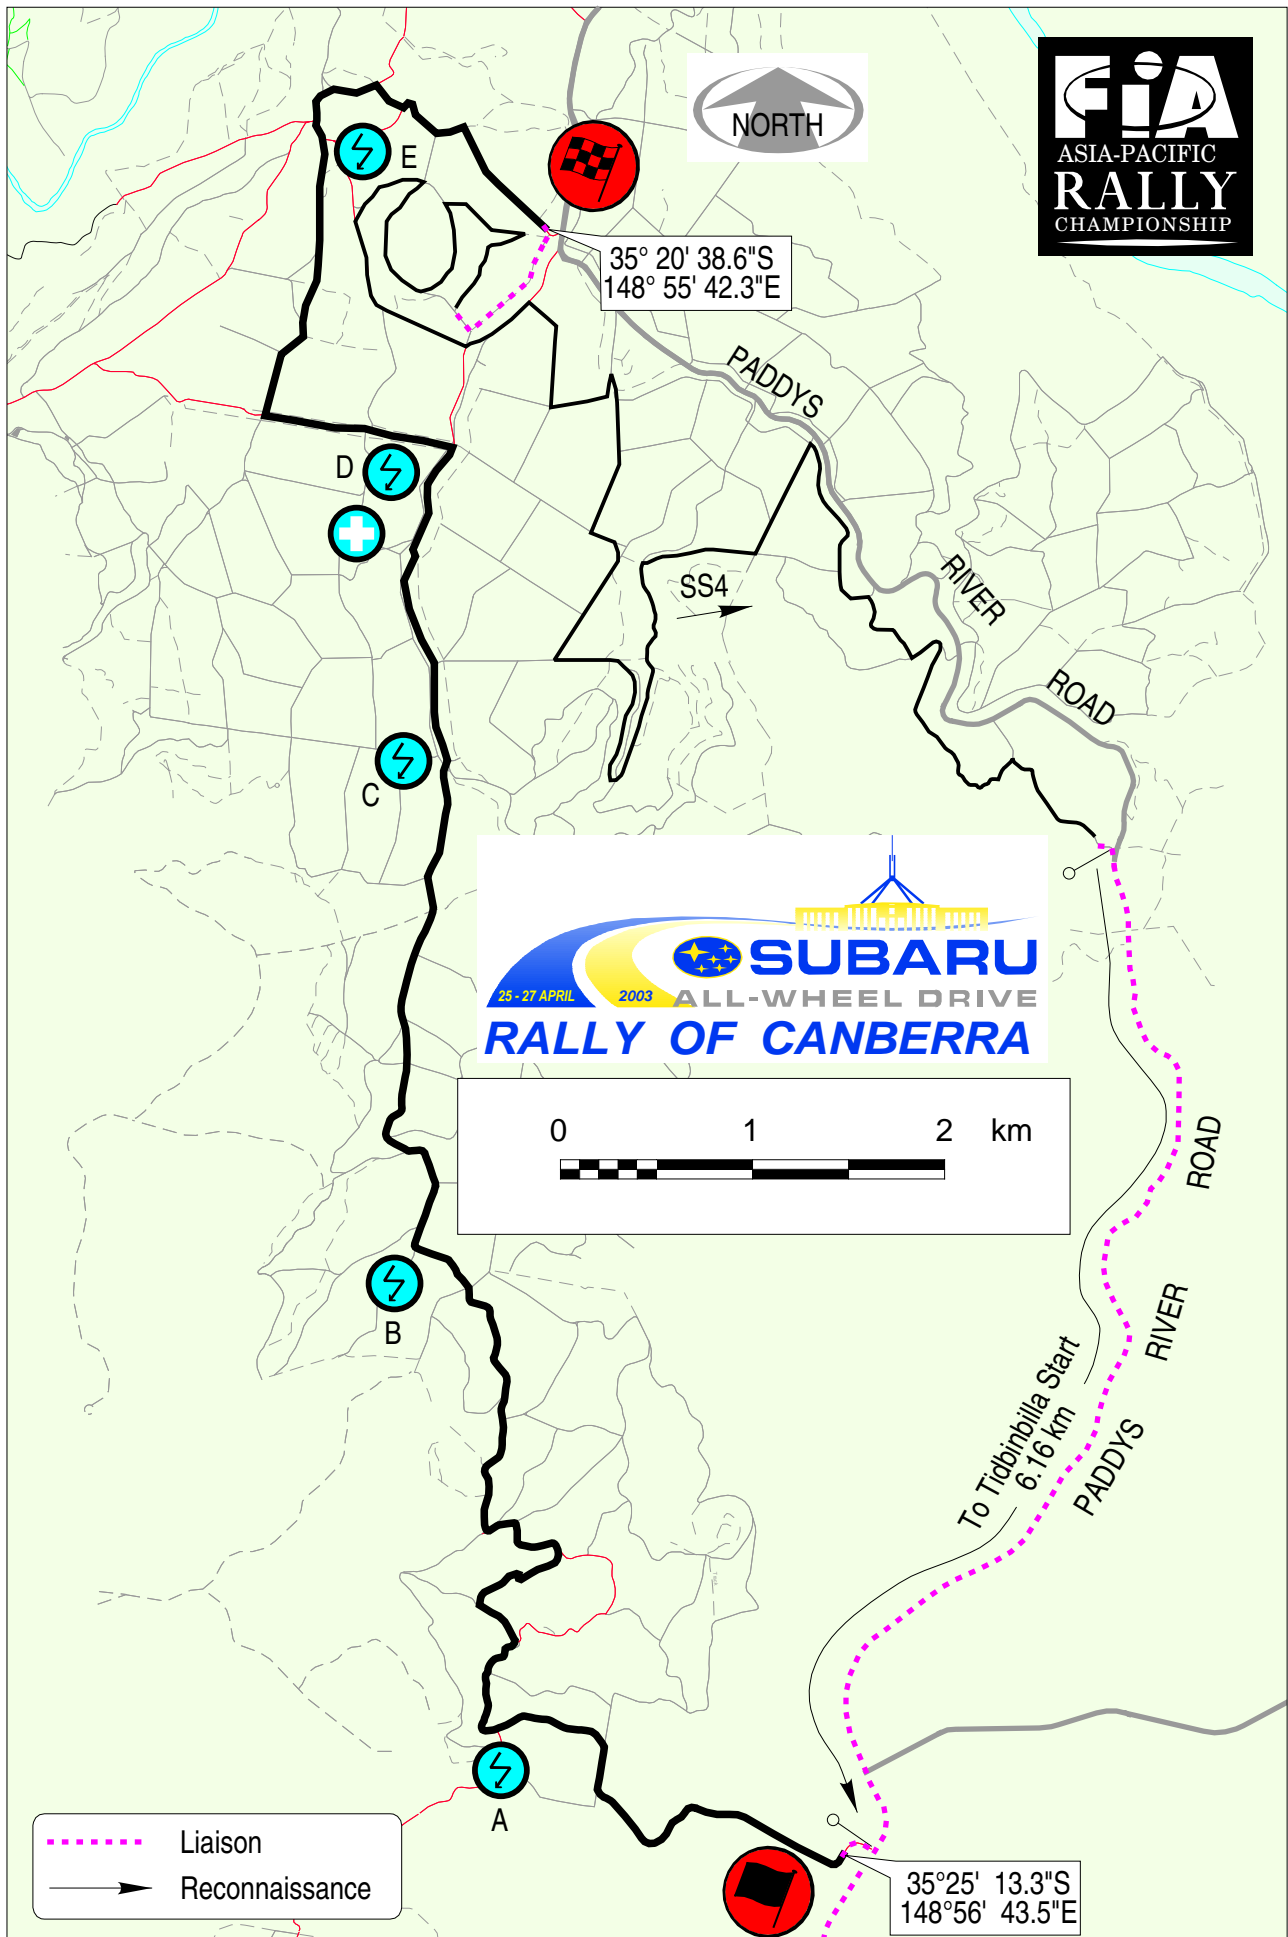 FiA
ASIA-PACIFIC
RALLY
CHAMPIONSHIP
NORTH
E
35° 20' 38.6"S
148° 55' 42.3"E
PADDYS
RIVER
ROAD
D
SS4
C
SUBARU
25 - 27 APRIL 2003 ALL-WHEEL DRIVE
RALLY OF CANBERRA
0 1 2 km
ROAD
RIVER
PADDYS
B
To Tidbinbilla Start
6.16 km
A
Liaison
Reconnaissance
35°25' 13.3"S
148°56' 43.5"E